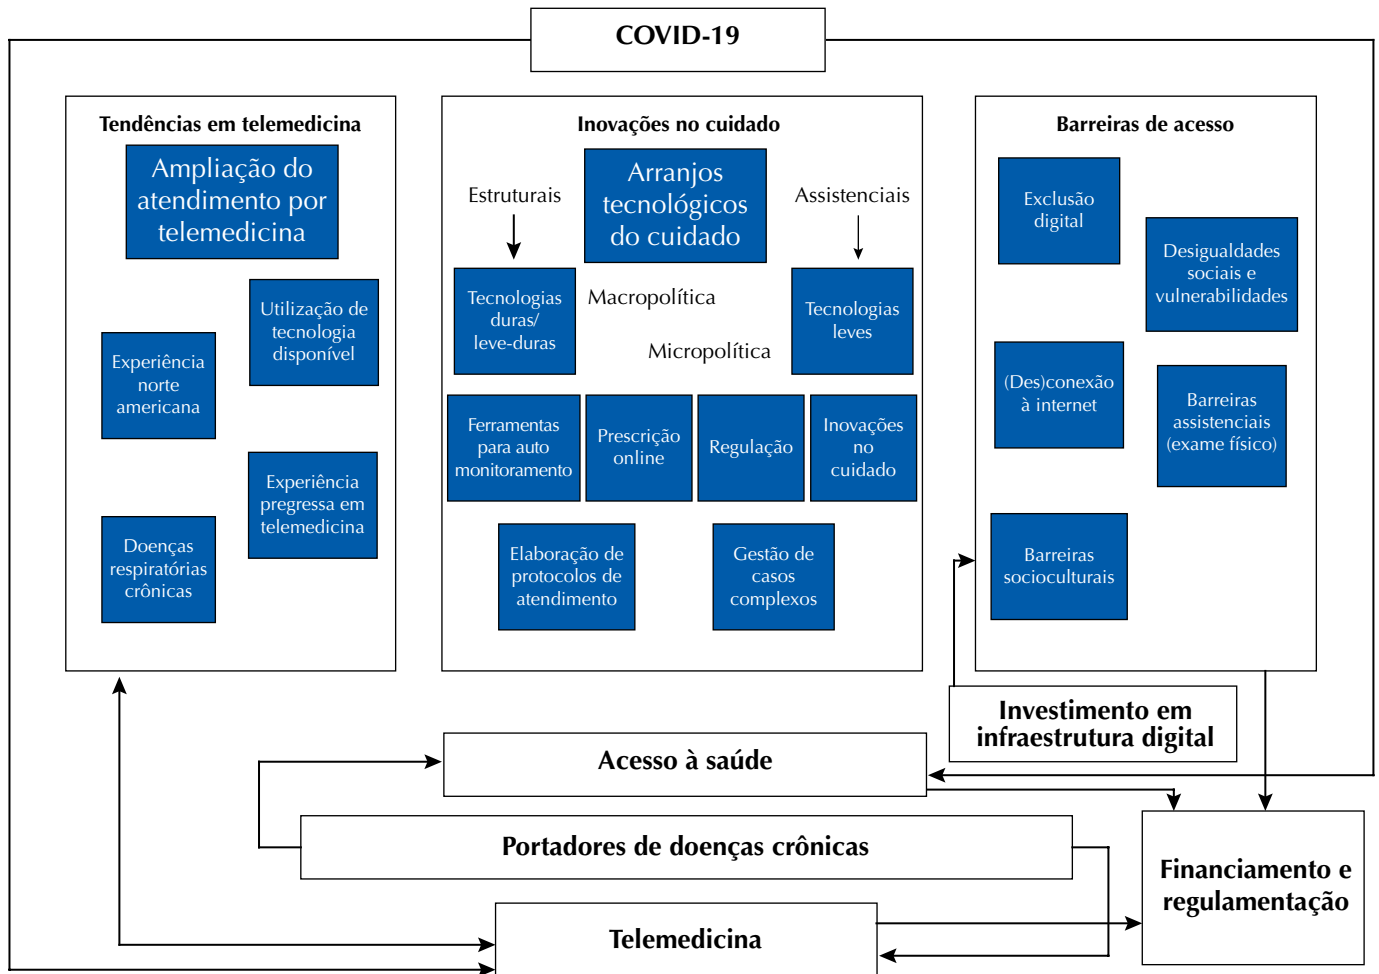 COVID-19
Tendências em telemedicina
Ampliação do
atendimento por
telemedicina
Utilização de
tecnologia
disponível
Experiência
norte
americana
Experiência
pregressa em
telemedicina
Doenças
respiratórias
crônicas
Inovações no cuidado
Arranjos
tecnológicos
do cuidado
Estruturais
Assistenciais
Tecnologias
duras/
leve-duras
Macropolítica
Micropolítica
Tecnologias
leves
Ferramentas
para auto
monitoramento
Prescrição
online
Regulação
Inovações
no
cuidado
Elaboração de
protocolos de
atendimento
Gestão de
casos
complexos
Barreiras de acesso
Exclusão
digital
Desigualdades
sociais e
vulnerabilidades
(Des)conexão
à internet
Barreiras
assistenciais
(exame físico)
Barreiras
socioculturais
Investimento em
infraestrutura digital
Acesso à saúde
Portadores de doenças crônicas
Financiamento e
regulamentação
Telemedicina